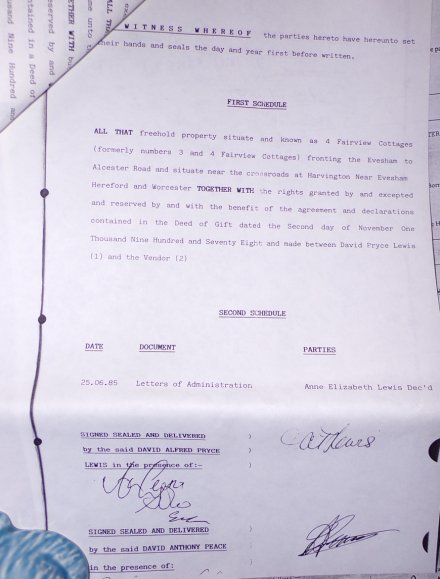 WITNESS WHEREOF the parties hereto have hereunto set
their hands and seals the day and year first before written.
FIRST SCHEDULE
ALL THAT freehold property situate and known as 4 Fairview Cottages
(formerly numbers 3 and 4 Fairview Cottages) fronting the Evesham to
Alcester Road and situate near the crossroads at Harvington Near Evesham
Hereford and Worcester TOGETHER WITH the rights granted by and excepted
and reserved by and with the benefit of the agreement and declarations
contained in the Deed of Gift dated the Second day of November One
Thousand Nine Hundred and Seventy Eight and made between David Pryce Lewis
(1) and the Vendor (2)
SECOND SCHEDULE
DATE DOCUMENT PARTIES
25.06.85 Letters of Administration Anne Elizabeth Lewis Dec'd
SIGNED SEALED AND DELIVERED )
by the said DAVID ALFRED PRYCE )
LEWIS in the presence of:- )
SIGNED SEALED AND DELIVERED )
by the said DAVID ANTHONY PEACE )
in the presence of: )